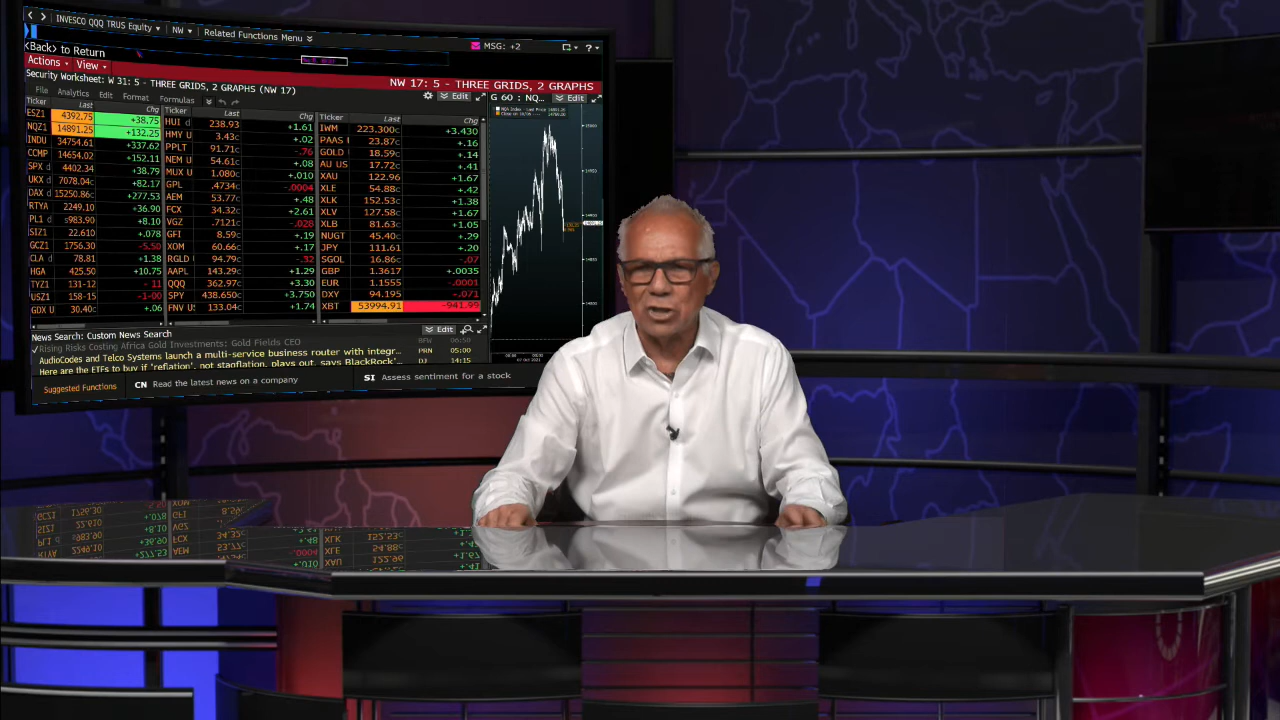 INVESCO QQQ TRUS Equity NW Related Functions Menu
MSG: +2
<Back> to Return
Actions View
NW 17: 5 - THREE GRIDS, 2 GRAPHS
Security Worksheet: W 31: 5 - THREE GRIDS, 2 GRAPHS (NW 17)
File Analytics Edit Format Formulas
Edit
G 60 : NQ... Edit
Ticker Last Chg Ticker Last Chg Ticker Last Chg
ESZ1 4392.75 +38.75 HUI d 238.93 +1.61 IWM 223.300c +3.430
NQZ1 14891.25 +132.25 HMY U 3.43c +.02 PAAS 23.87c +.16
INDU 34754.61 +337.62 PPLT 91.71c -.76 GOLD 18.59c +.14
CCMP 14654.02 +152.11 NEM U 54.61c +.08 AU US 17.72c +.41
SPX d 4402.34 +38.79 MUX U 1.080c +.010 XAU 122.96 +1.67
UKX d 7078.04c +82.17 GPL .4734c -.0004 XLE 54.88c +.42
DAX d 15250.86c +277.53 AEM 53.77c +.48 XLK 152.53c +1.38
RTYA 2249.10 +36.90 FCX 34.32c +2.61 XLV 127.58c +1.67
PL1 d s983.90 +8.10 VGZ .7121c -.028 XLB 81.63c +1.05
SIZ1 22.610 +.078 GFI 8.59c +.19 NUGT 45.40c +.29
GCZ1 1756.30 -5.50 XOM 60.66c +.17 JPY 111.61 +.20
CLA d 78.81 +1.38 RGLD 94.79c -.32 SGOL 16.86c -.07
HGA 425.50 +10.75 AAPL 143.29c +1.29 GBP 1.3617 +.0035
TYZ1 131-12 - 11 QQQ 362.97c +3.30 EUR 1.1555 -.0001
USZ1 158-15 -1-00 SPY 438.650c +3.750 DXY 94.195 -.071
GDX U 30.40c +.06 FNV US 133.04c +1.74 XBT 53994.91 -941.99
News Search: Custom News Search Edit
Rising Risks Costing Africa Gold Investments: Gold Fields CEO BFW 06:50
AudioCodes and Telco Systems launch a multi-service business router with integr... PRN 05:00
Here are the ETFs to buy if 'reflation', not stagflation, plays out, says BlackRock'... DJ 14:15
Suggested Functions CN Read the latest news on a company SI Assess sentiment for a stock